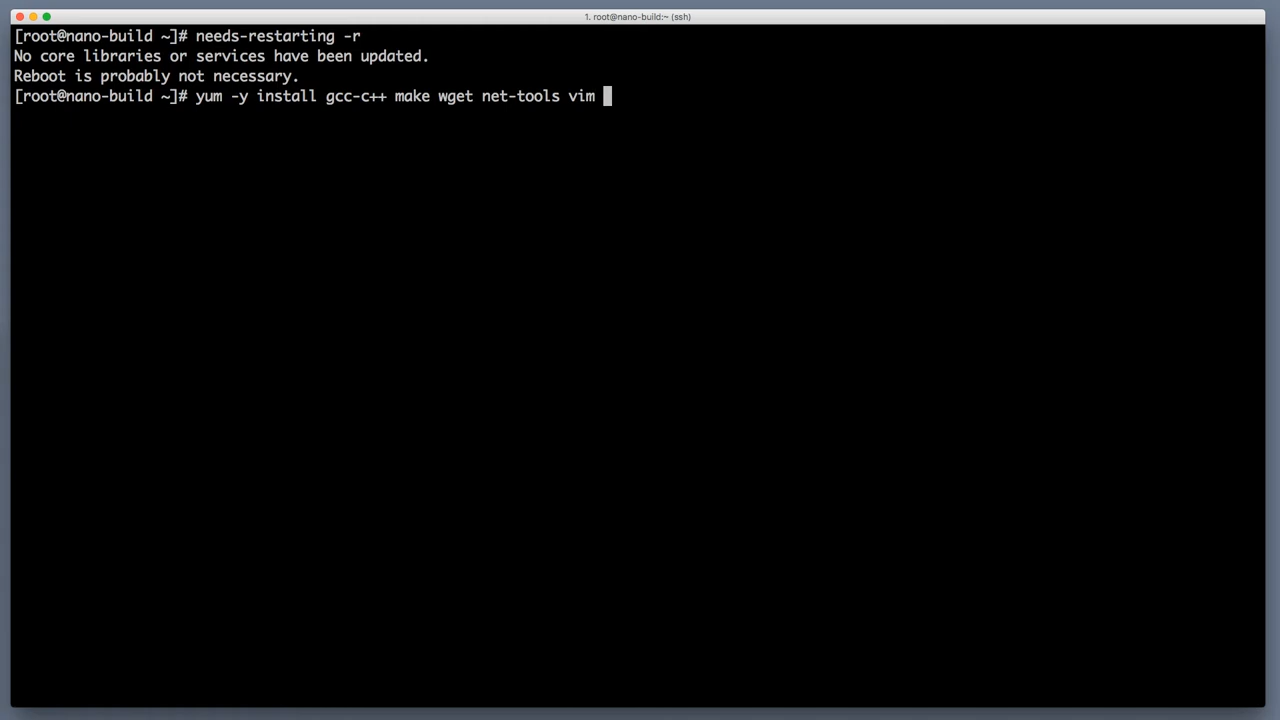 1. root@nano-build:~ (ssh)
[root@nano-build ~]# needs-restarting -r
No core libraries or services have been updated.
Reboot is probably not necessary.
[root@nano-build ~]# yum -y install gcc-c++ make wget net-tools vim